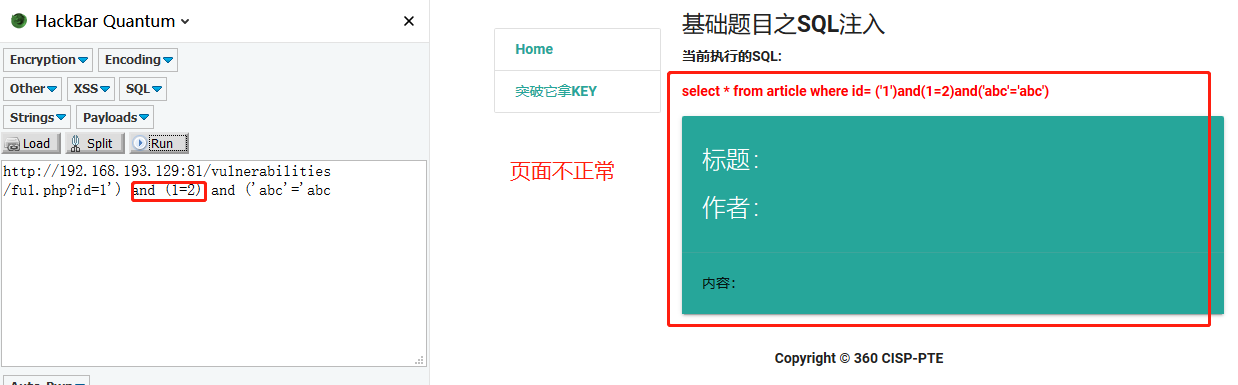 HackBar Quantum
Encryption
Encoding
Other
XSS
SQL
Strings
Payloads
Load
Split
Run
http://192.168.193.129:81/vulnerabilities
/fu1.php?id=1') and (1=2) and ('abc'='abc
Home
突破它拿KEY
页面不正常
基础题目之SQL注入
当前执行的SQL:
select * from article where id= ('1')and(1=2)and('abc'='abc')
标题：
作者：
内容：
Copyright © 360 CISP-PTE